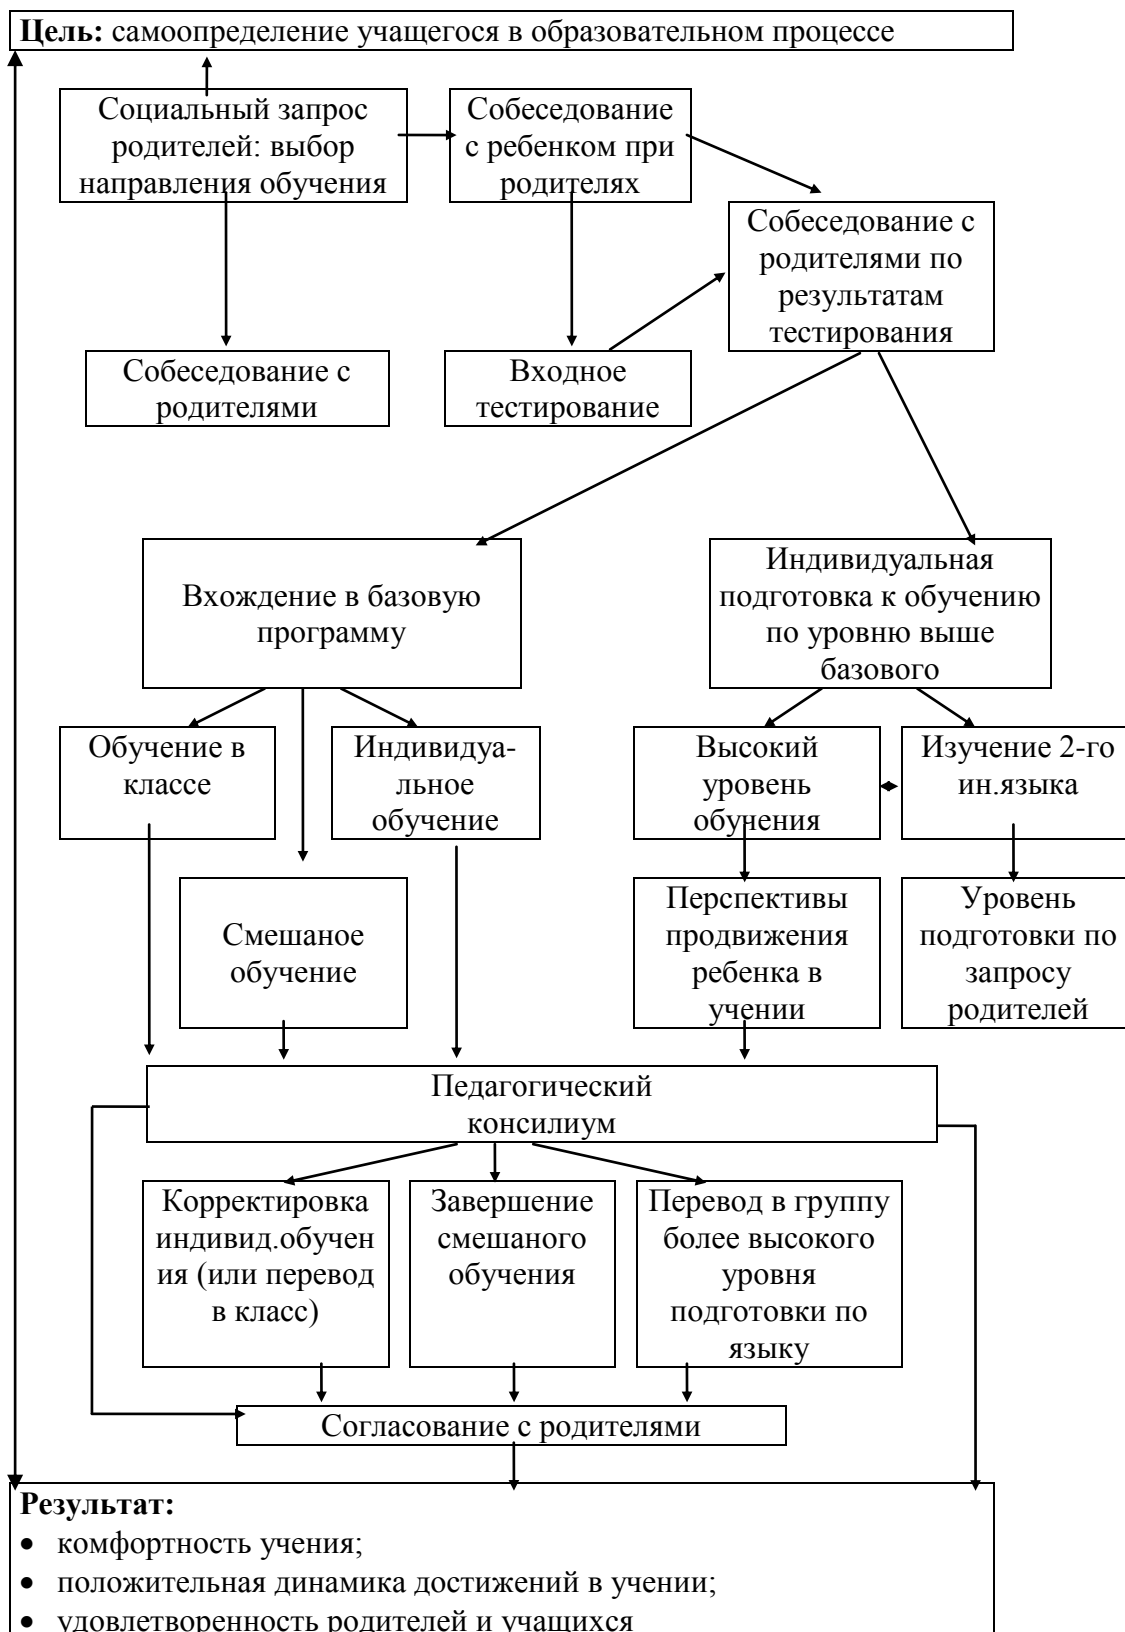 Цель: самоопределение учащегося в образовательном процессе
Социальный запрос
родителей: выбор
направления обучения
Собеседование
с ребенком при
родителях
Собеседование с
родителями по
результатам
тестирования
Собеседование с
родителями
Входное
тестирование
Вхождение в базовую
программу
Индивидуальная
подготовка к обучению
по уровню выше
базового
Обучение в
классе
Индивидуа-
льное
обучение
Высокий
уровень
обучения
Изучение 2-го
ин.языка
Смешаное
обучение
Перспективы
продвижения
ребенка в
учении
Уровень
подготовки по
запросу
родителей
Педагогический
консилиум
Корректировка
индивид.обучен
ия (или перевод
в класс)
Завершение
смешаного
обучения
Перевод в группу
более высокого
уровня
подготовки по
языку
Согласование с родителями
Результат:
• комфортность учения;
• положительная динамика достижений в учении;
• удовлетворенность родителей и учащихся